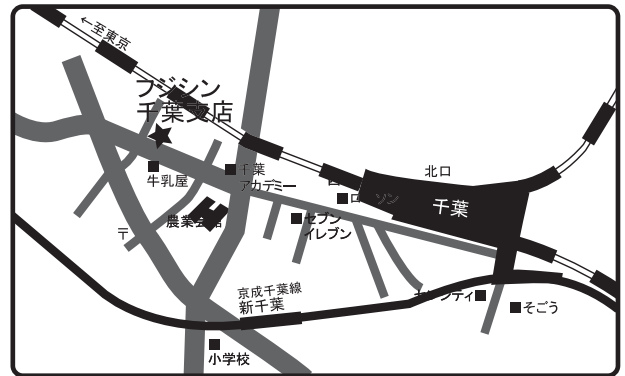 ←至東京
フジシン
千葉支店
牛乳屋
千葉
アカデミー
北口
千葉
ローソン
セブン
イレブン
農業会館
〒
京成千葉線
新千葉
そごう
小学校